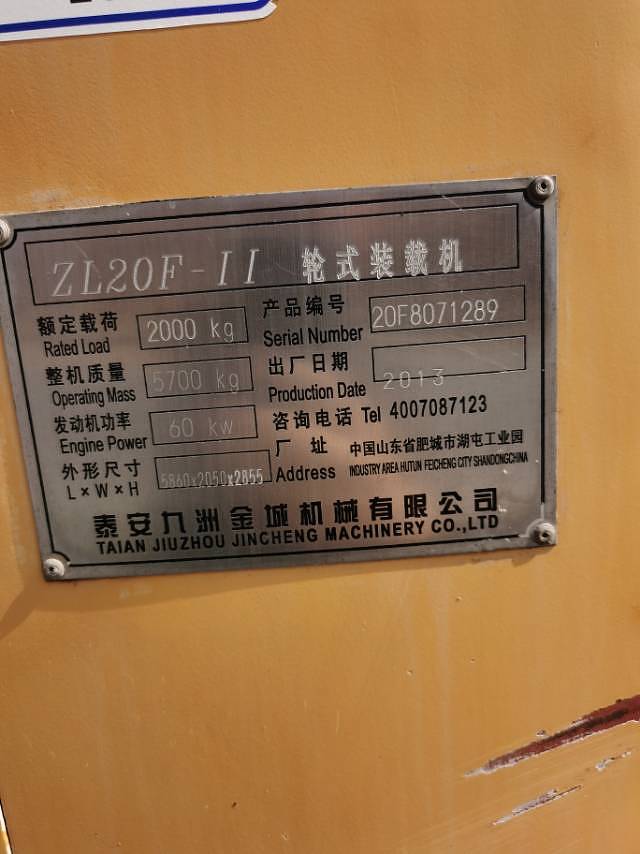 ZL20F-II 轮式装载机
额定载荷 2000 kg 产品编号 20F8071289
Rated Load Serial Number
整机质量 5700 kg 出厂日期 2013
Operating Mass Production Date
发动机功率 60 kw 咨询电话 Tel 4007087123
Engine Power
外形尺寸 5860x2050x2855 厂址 中国山东省肥城市湖屯工业园
L×W×H Address INDUSTRY AREA HUTUN FEICHENG CITY SHANDONGCHINA
泰安九洲金城机械有限公司
TAIAN JIUZHOU JINCHENG MACHINERY CO.,LTD